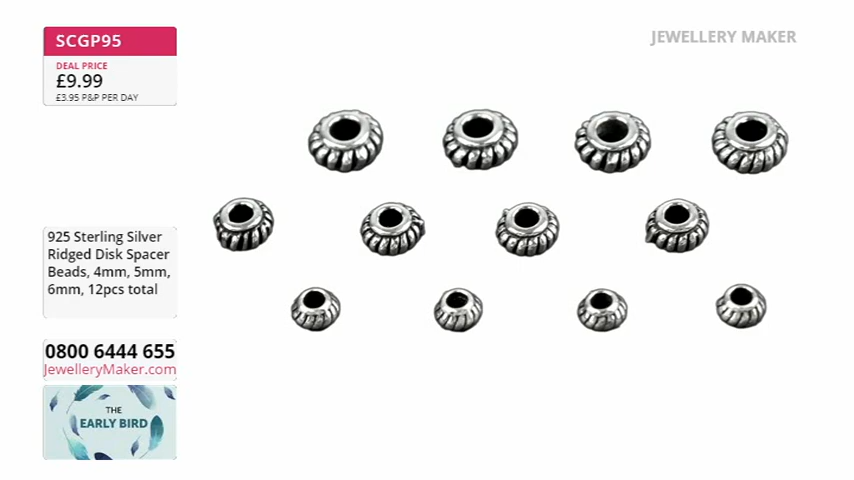 SCGP95
DEAL PRICE
£9.99
£3.95 P&P PER DAY
JEWELLERY MAKER
925 Sterling Silver
Ridged Disk Spacer
Beads, 4mm, 5mm,
6mm, 12pcs total
0800 6444 655
JewelleryMaker.com
THE
EARLY BIRD